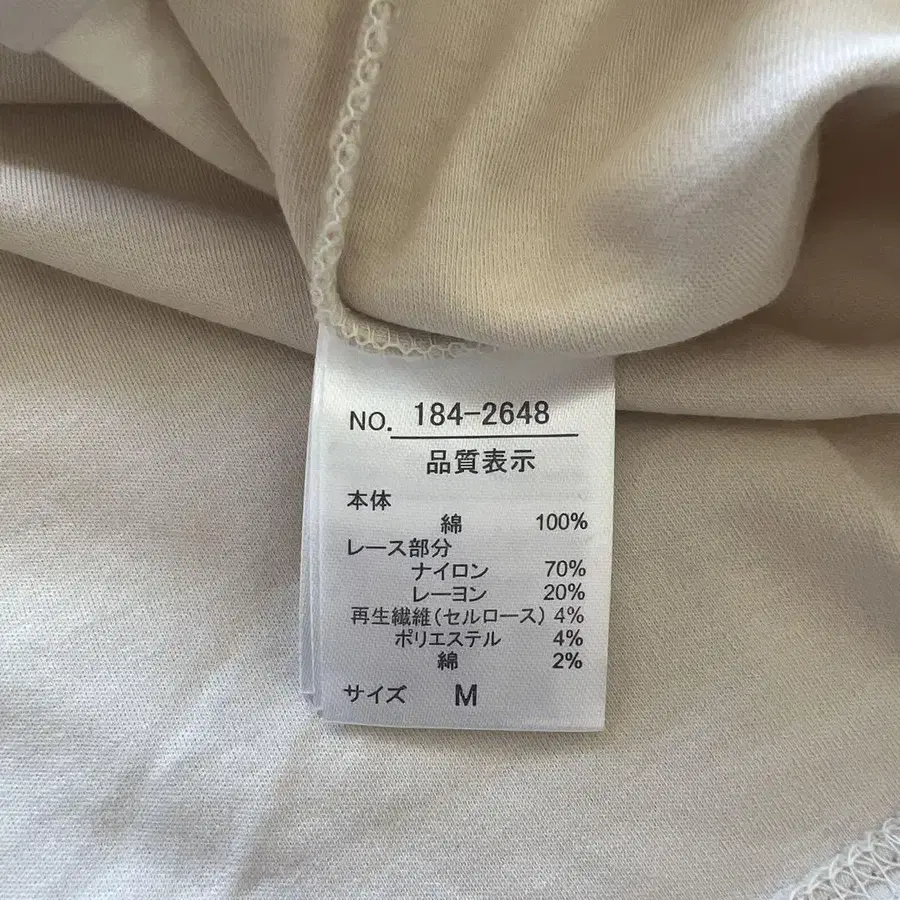 NO. 184-2648
品質表示
本体
綿 100%
レース部分
ナイロン 70%
レーヨン 20%
再生繊維(セルロース) 4%
ポリエステル 4%
綿 2%
サイズ M